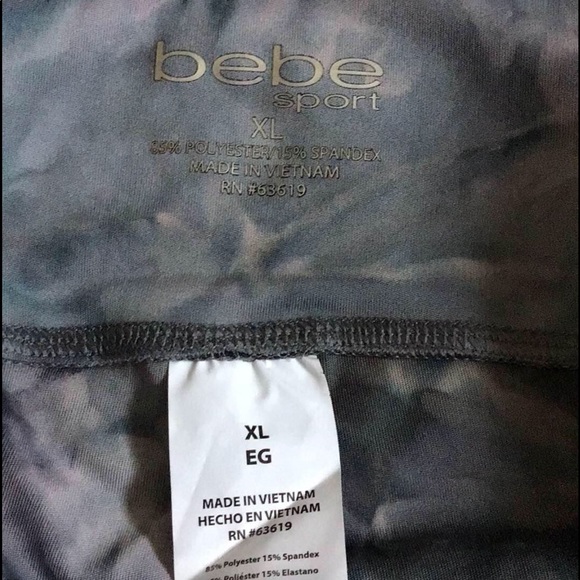 bebe
sport
XL
85% POLYESTER/15% SPANDEX
MADE IN VIETNAM
RN #63619
XL
EG
MADE IN VIETNAM
HECHO EN VIETNAM
RN #63619
85% Polyester 15% Spandex
Poliéster 15% Elastano